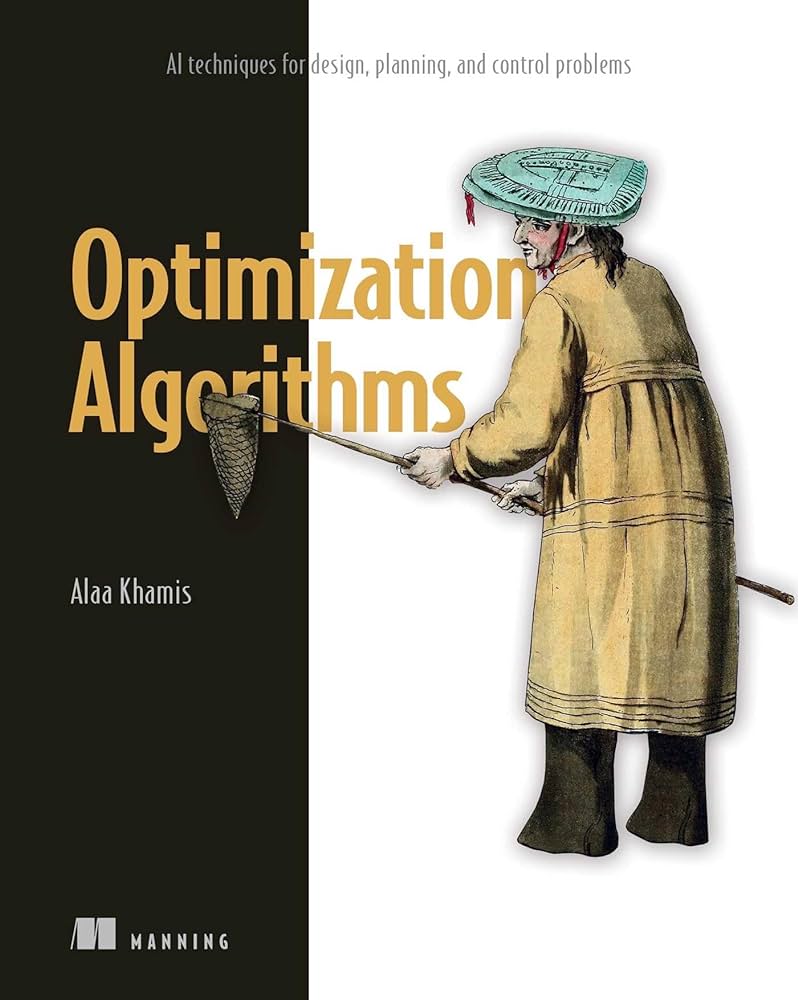 AI techniques for design, planning, and control problems
Optimization
Algorithms
Alaa Khamis
MANNING